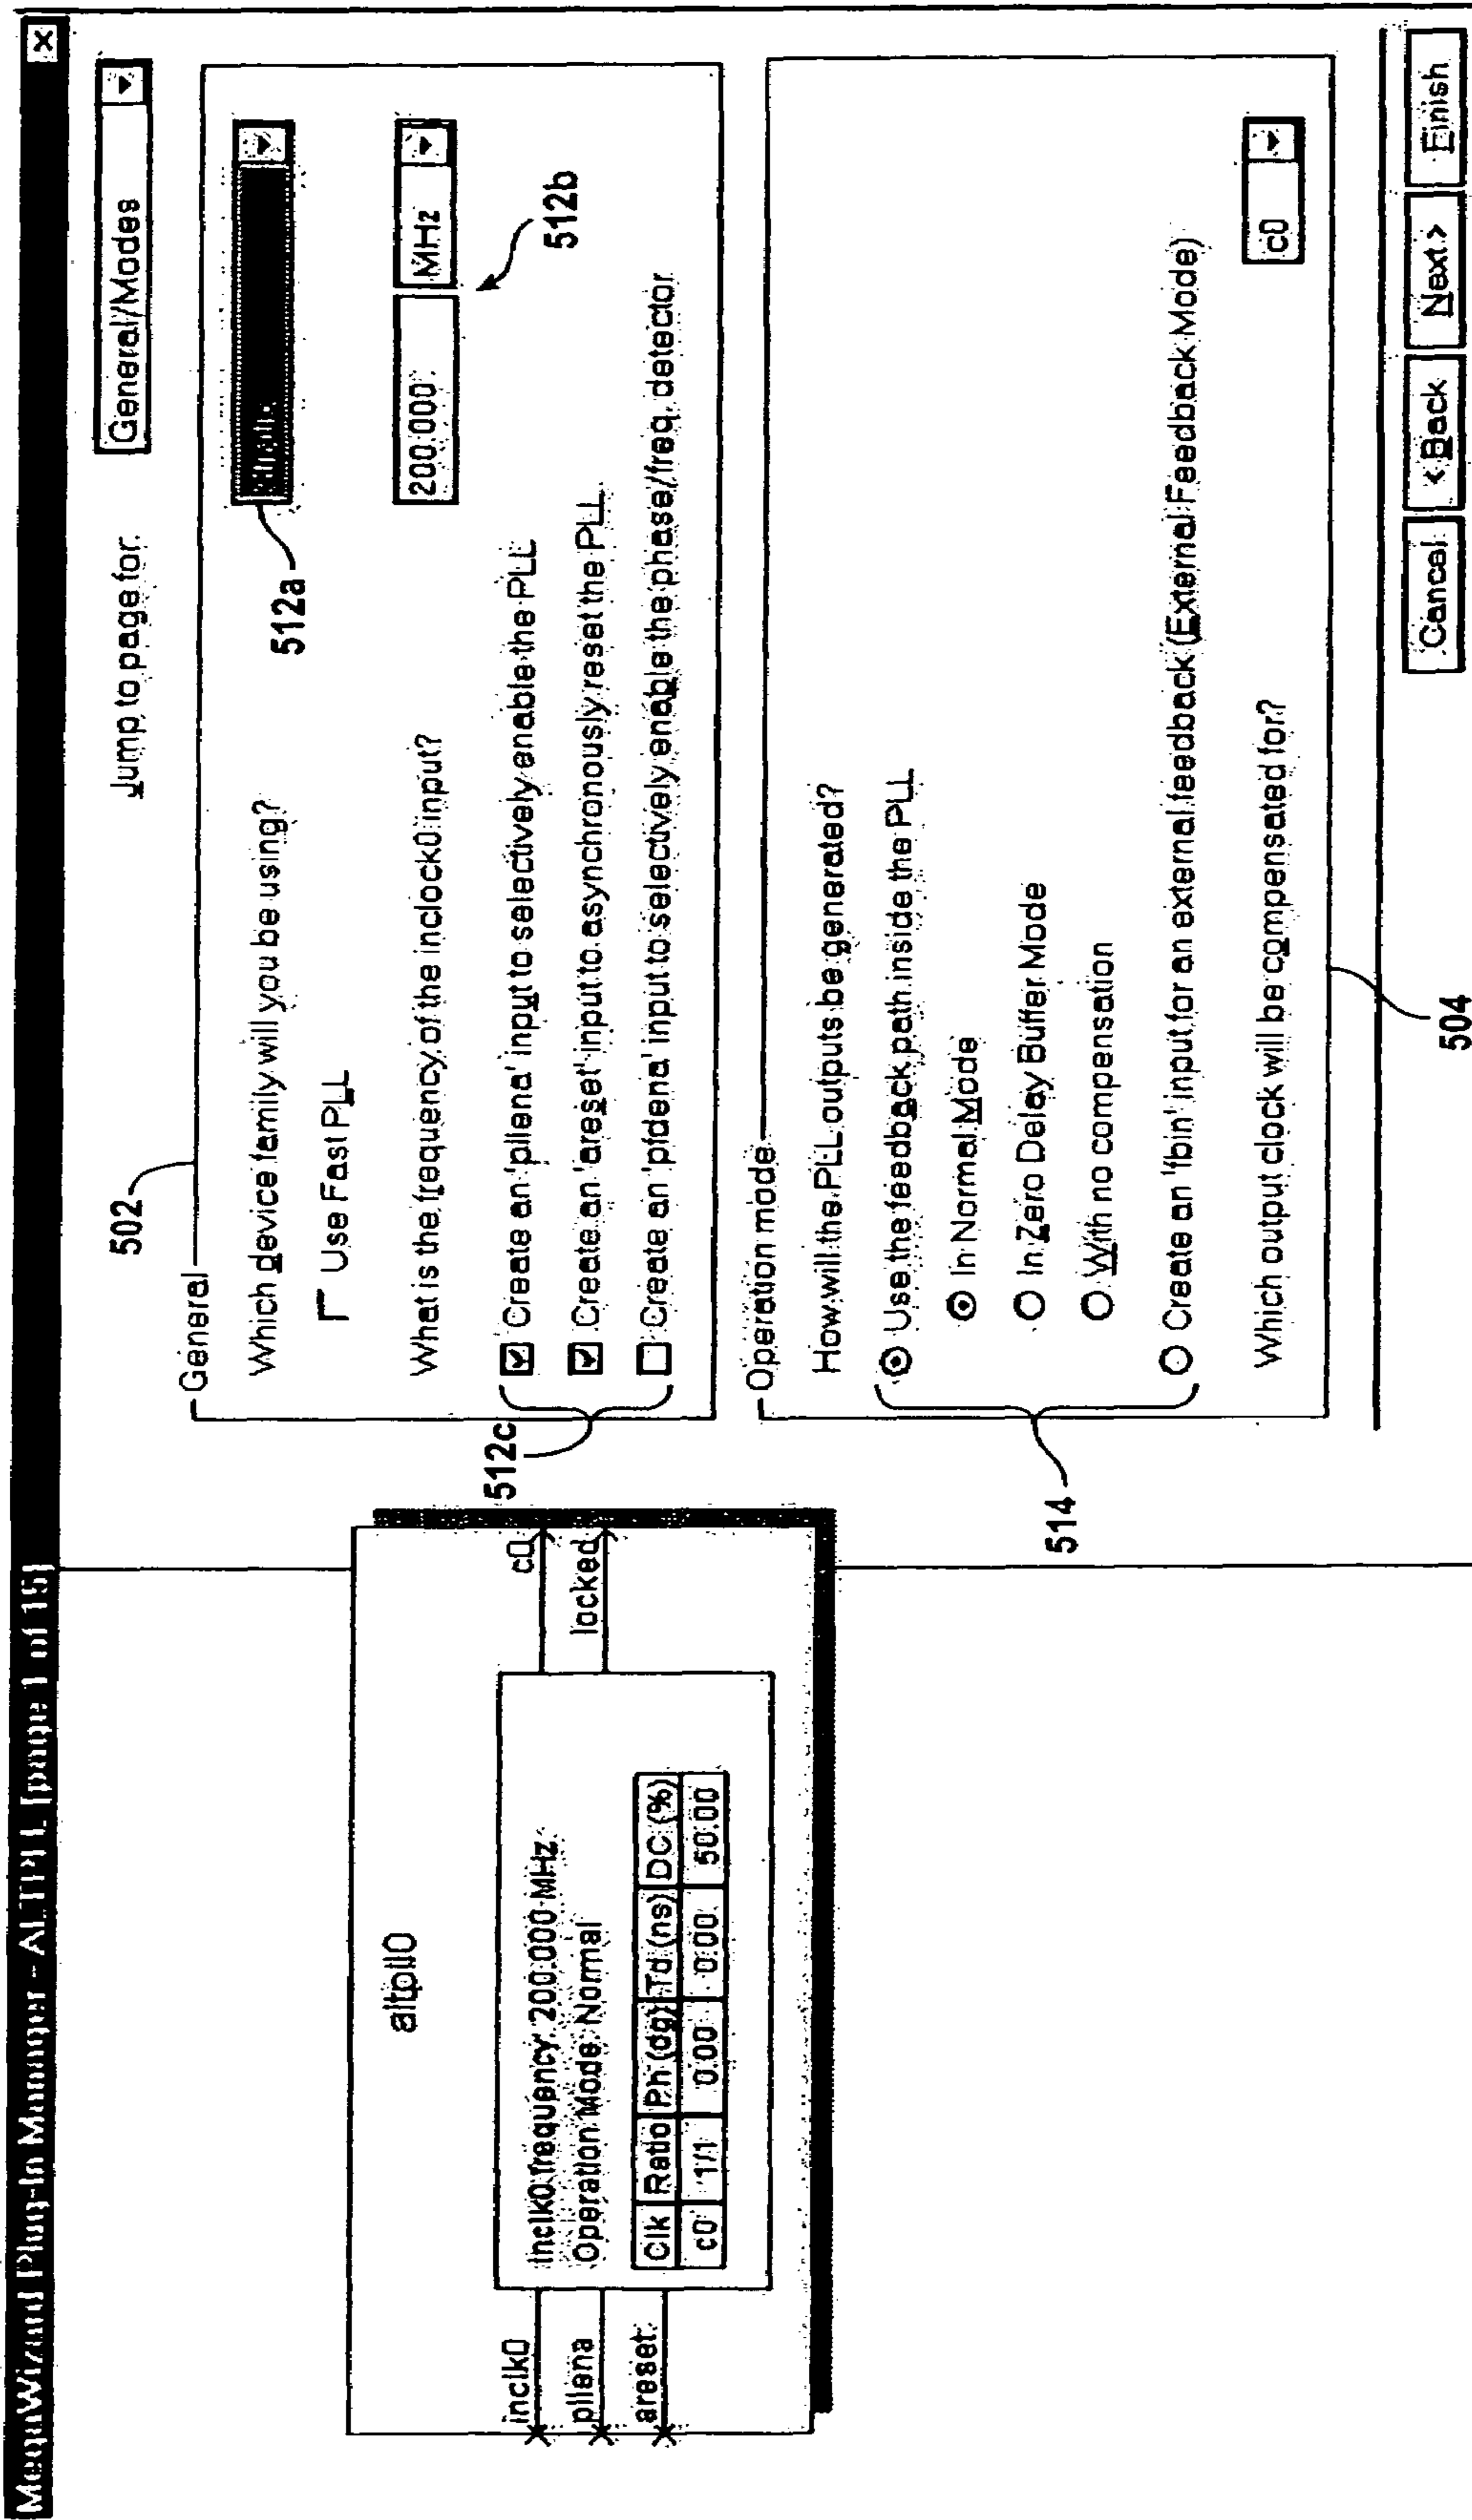 MegaWizard Plug-In Manager - ALTPLL [page 1 of 15]
x
altpll0
inclk0
pllena
areset
inclk0 frequency: 200.000 MHz
Operation Mode: Normal
Clk Ratio Ph (dg) Td (ns) DC (%)
c0 1/1 0.00 0.00 50.00
c0
locked
Jump to page for: General/Modes
502
General
Which device family will you be using?
512a
Use Fast PLL
What is the frequency of the inclock0 input? 200.000 MHz
512b
512c
Create an 'pllena' input to selectively enable the PLL
Create an 'areset' input to asynchronously reset the PLL
Create an 'pfdena' input to selectively enable the phase/freq. detector
Operation mode
How will the PLL outputs be generated?
514
Use the feedback path inside the PLL
In Normal Mode
In Zero Delay Buffer Mode
With no compensation
Create an 'fbin' input for an external feedback (External Feedback Mode)
Which output clock will be compensated for? c0
504
Cancel < Back Next > Finish